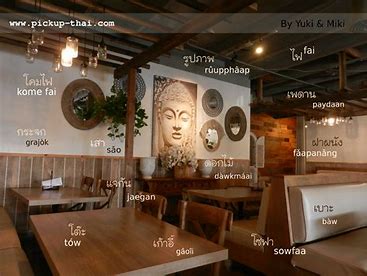 www.pickup-thai.com
By Yuki & Miki
รูปภาพ
rûupphâap
ไฟ
fai
โคมไฟ
kome fai
เพดาน
paydaan
กระจก
grajòk
เสา
sǎo
ฝาผนัง
fǎapanǎng
ดอกไม้
dàwkmáai
แจกัน
jaegan
เบาะ
bàw
โต๊ะ
tów
เก้าอี้
gâoîi
โซฟา
sowfaa